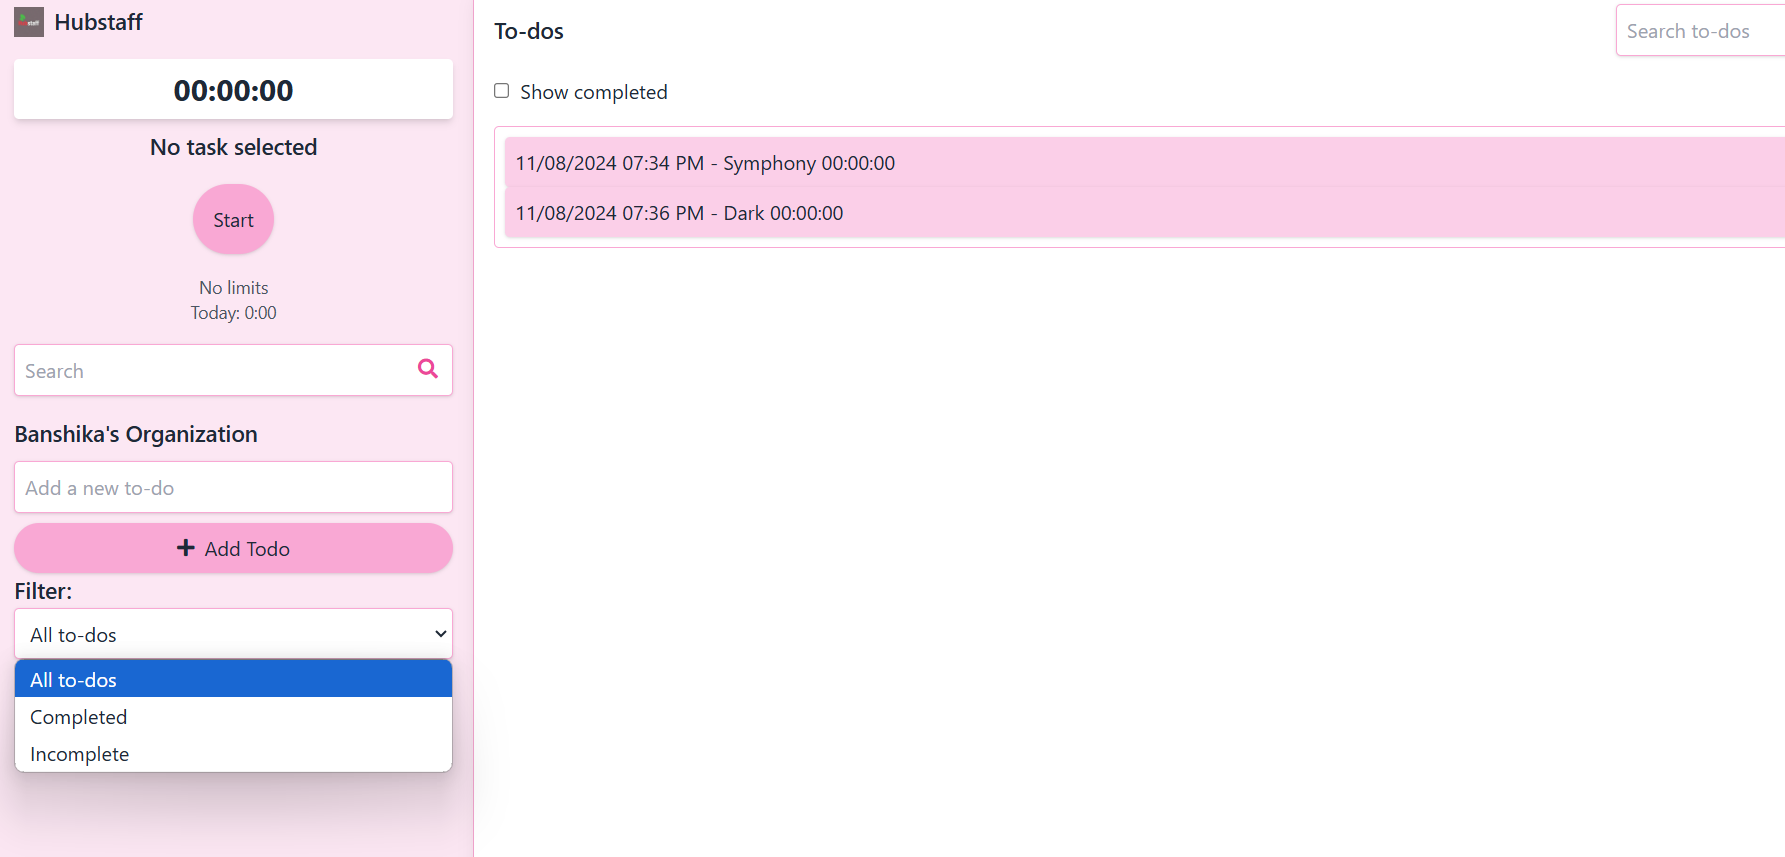 Hubstaff
00:00:00
No task selected
Start
No limits
Today: 0:00
Search
Banshika's Organization
Add a new to-do
Add Todo
Filter:
All to-dos
All to-dos
Completed
Incomplete
To-dos
Search to-dos
Show completed
11/08/2024 07:34 PM - Symphony 00:00:00
11/08/2024 07:36 PM - Dark 00:00:00